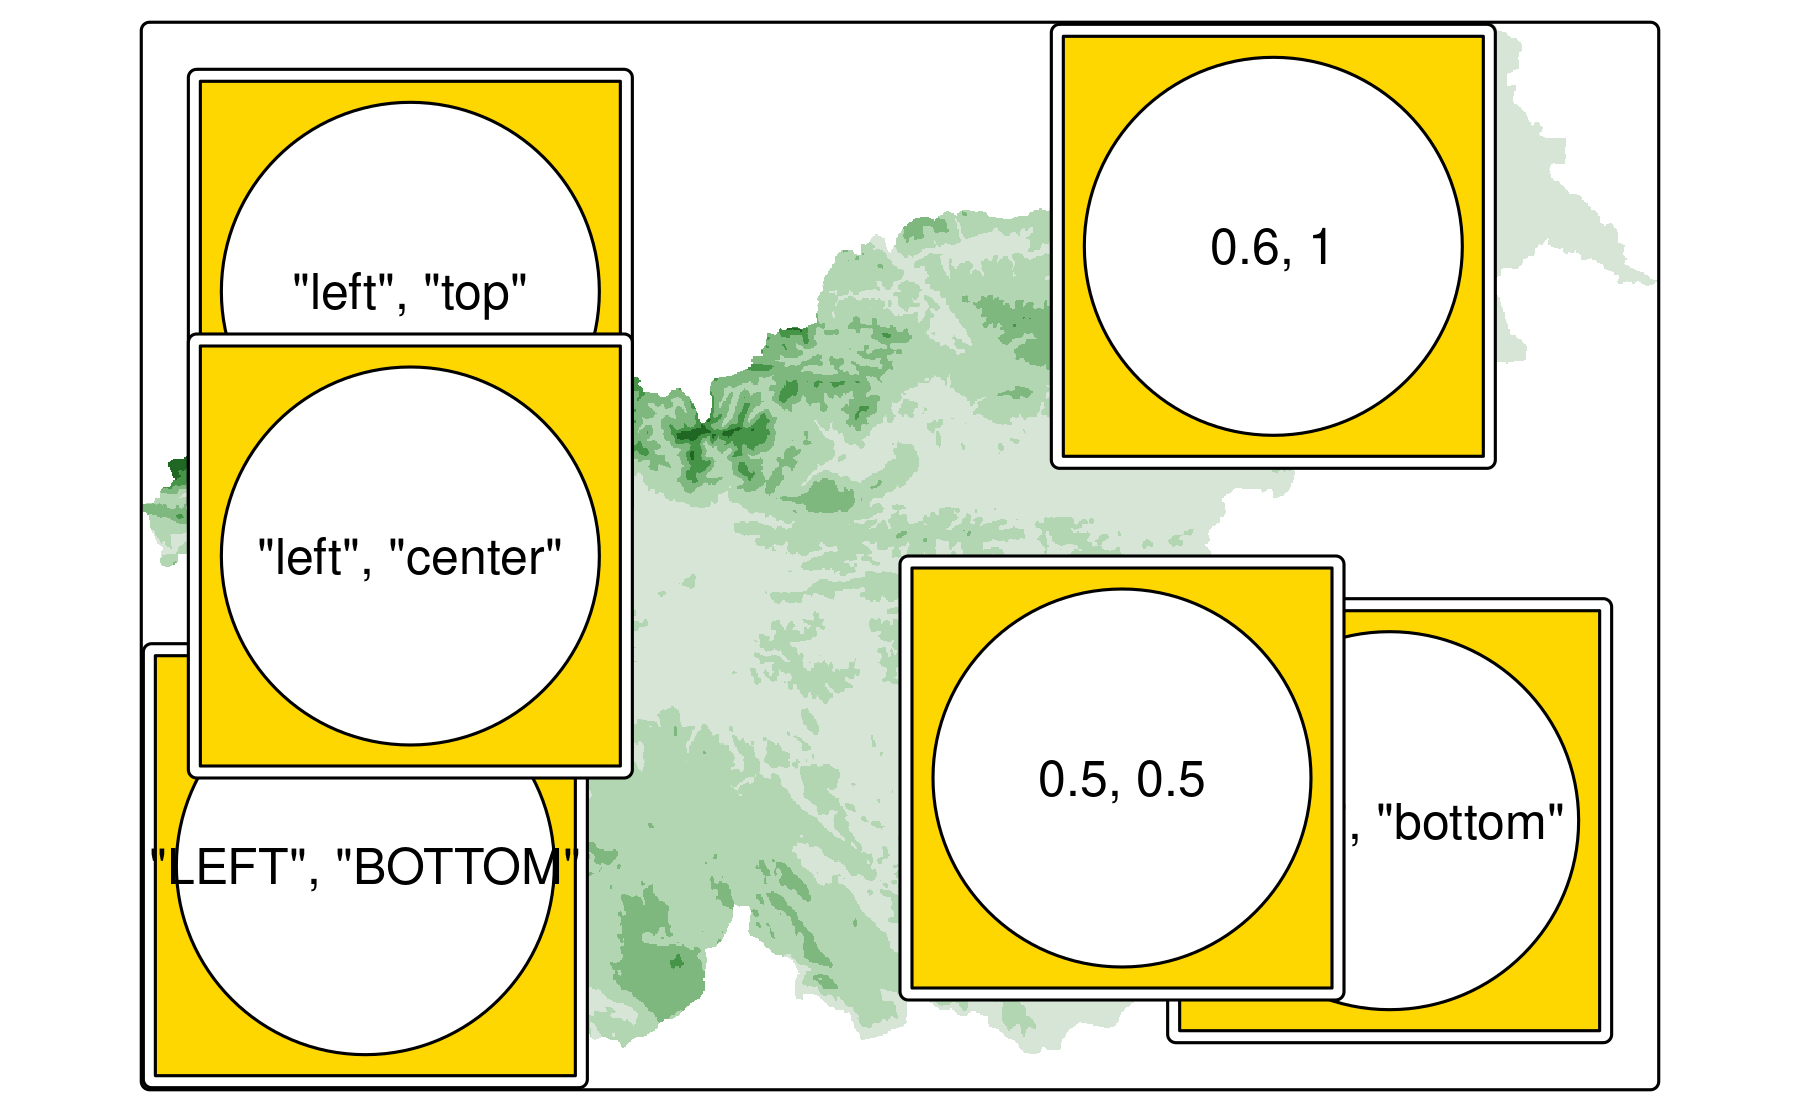 "left", "top"
0.6, 1
"left", "center"
0.5, 0.5
, "bottom"
"LEFT", "BOTTOM"